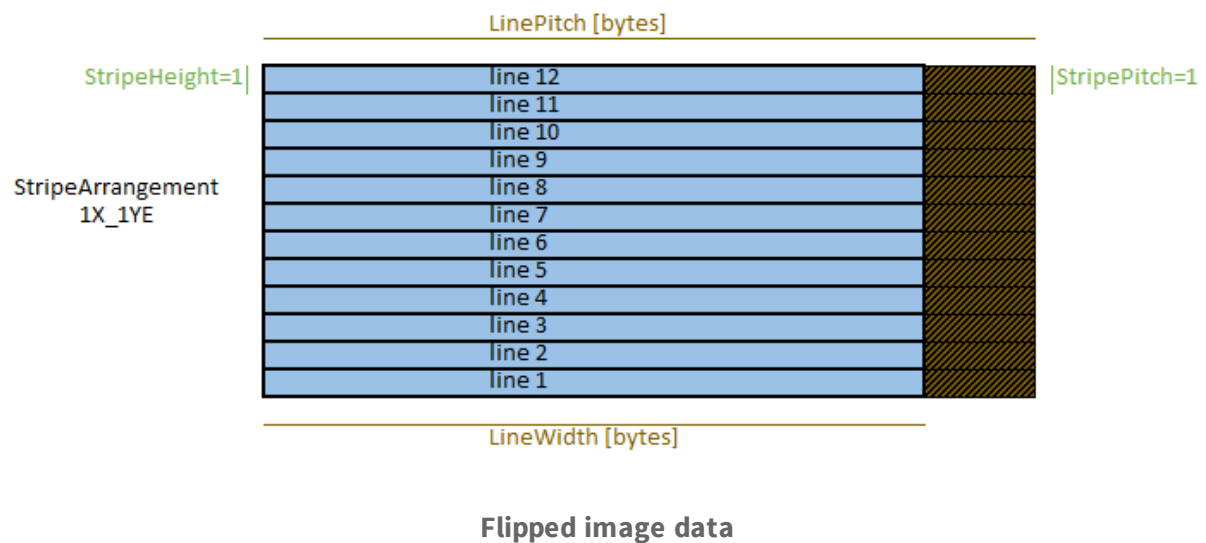 LinePitch [bytes]
StripeHeight=1
line 12
StripePitch=1
line 11
line 10
line 9
StripeArrangement
1X_1YE
line 8
line 7
line 6
line 5
line 4
line 3
line 2
line 1
LineWidth [bytes]
Flipped image data